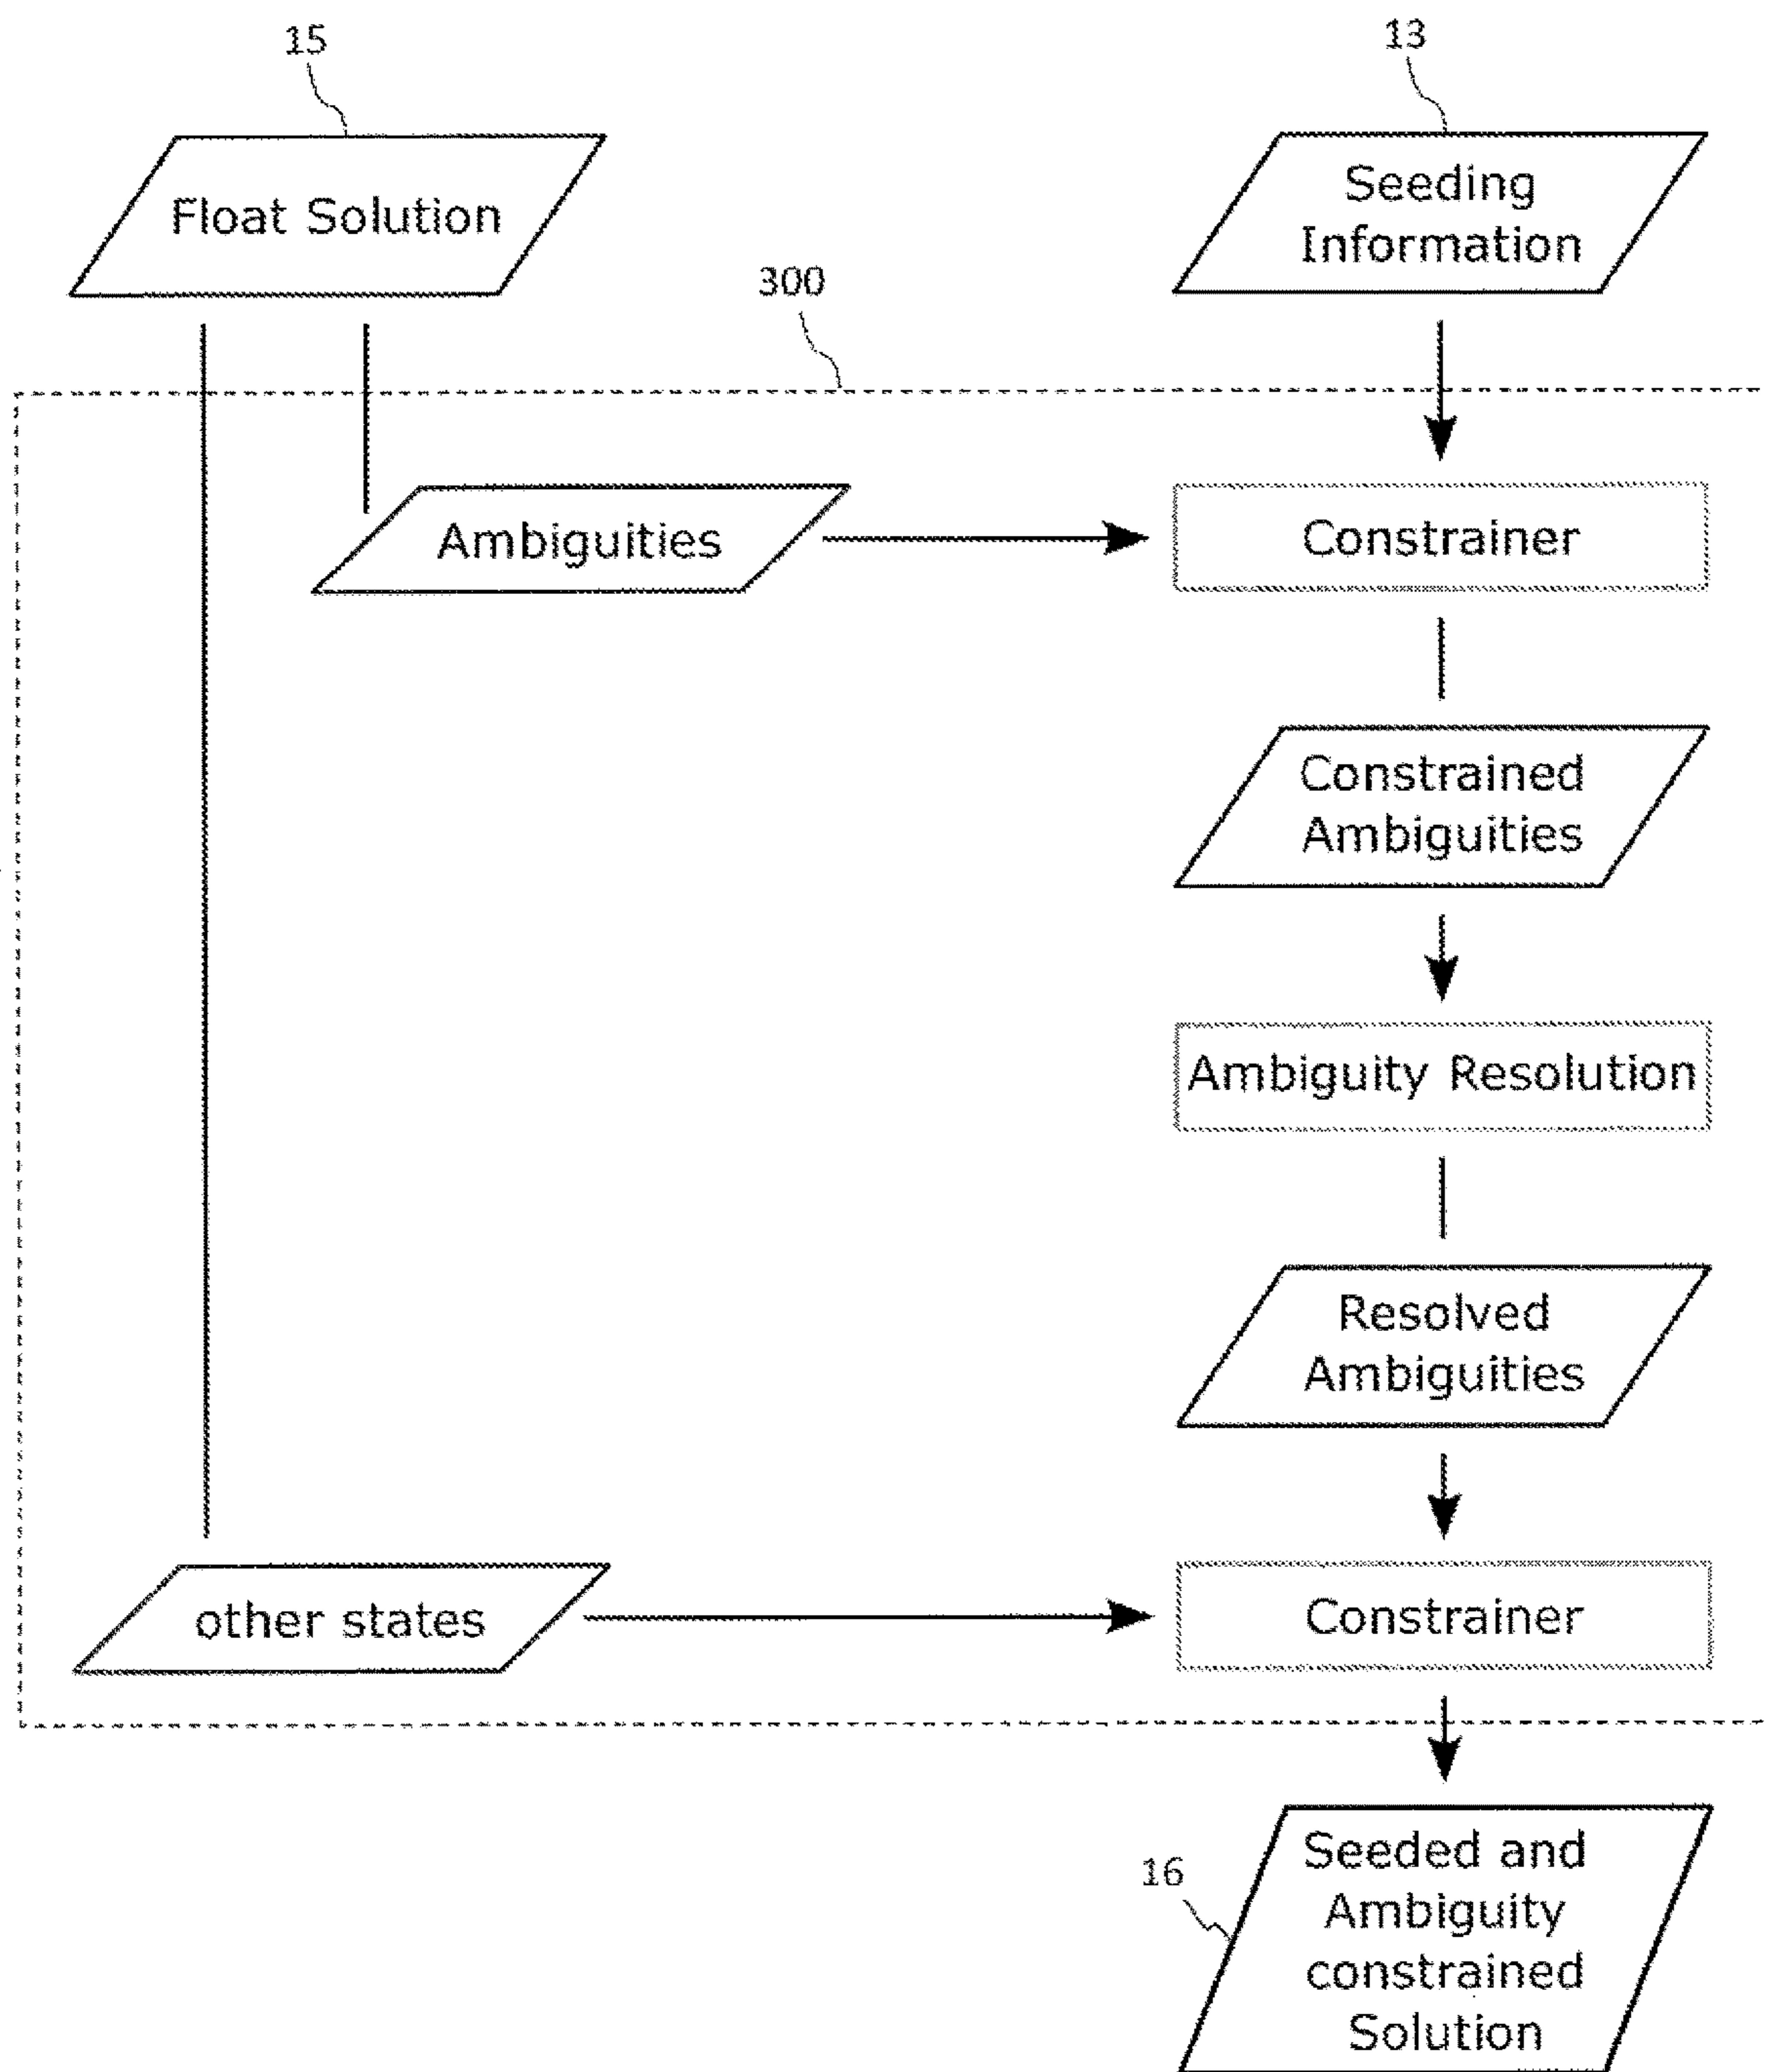 15
13
Float Solution
Seeding
Information
300
Ambiguities
Constrainer
Constrained
Ambiguities
Ambiguity Resolution
Resolved
Ambiguities
other states
Constrainer
16
Seeded and
Ambiguity
constrained
Solution